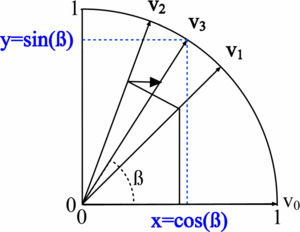 1
v₂
v₃
y=sin(ß)
v₁
ß
0
v₀
0
x=cos(ß)
1